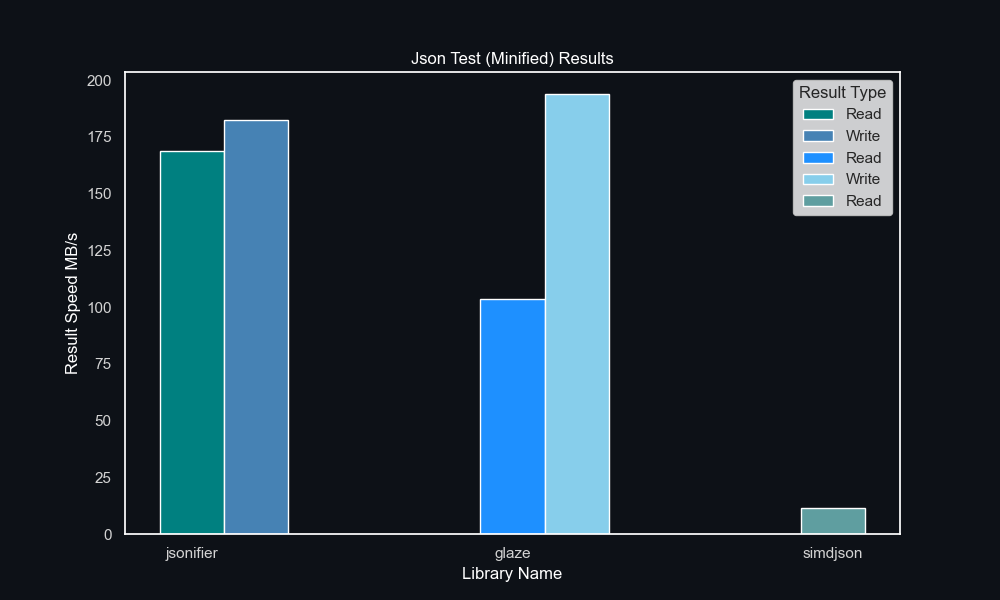 Json Test (Minified) Results
Result Speed MB/s
200
175
150
125
100
75
50
25
0
Result Type
Read
Write
Read
Write
Read
jsonifier
glaze
simdjson
Library Name